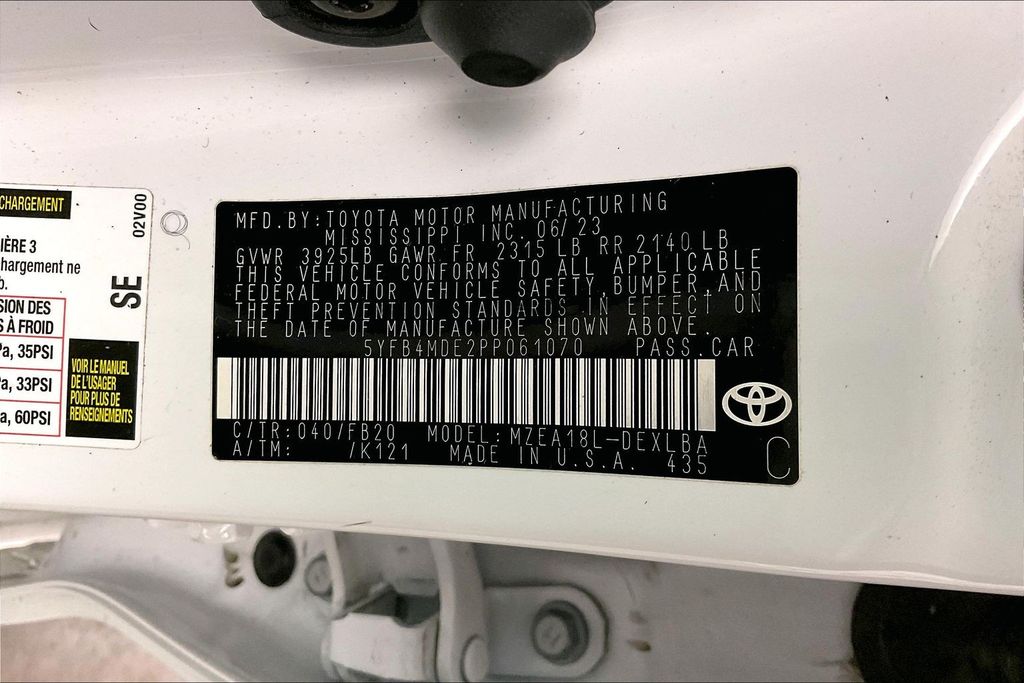 CHARGEMENT
02V00
IÈRE 3
hargement ne
b.
SE
SION DES
S À FROID
Pa, 35PSI
a, 33PSI
a, 60PSI
VOIR LE MANUEL
DE L'USAGER
POUR PLUS DE
RENSEIGNEMENTS
MFD. BY: TOYOTA MOTOR MANUFACTURING
MISSISSIPPI INC. 06/23
GVWR 3925LB GAWR FR 2315 LB RR 2140 LB
THIS VEHICLE CONFORMS TO ALL APPLICABLE
FEDERAL MOTOR VEHICLE SAFETY, BUMPER, AND
THEFT PREVENTION STANDARDS IN EFFECT ON
THE DATE OF MANUFACTURE SHOWN ABOVE.
5YFB4MDE2PP061070 PASS. CAR
C/TR: 040/FB20 MODEL: MZEA18L-DEXLBA
A/TM: /K121 MADE IN U.S.A. 435
C